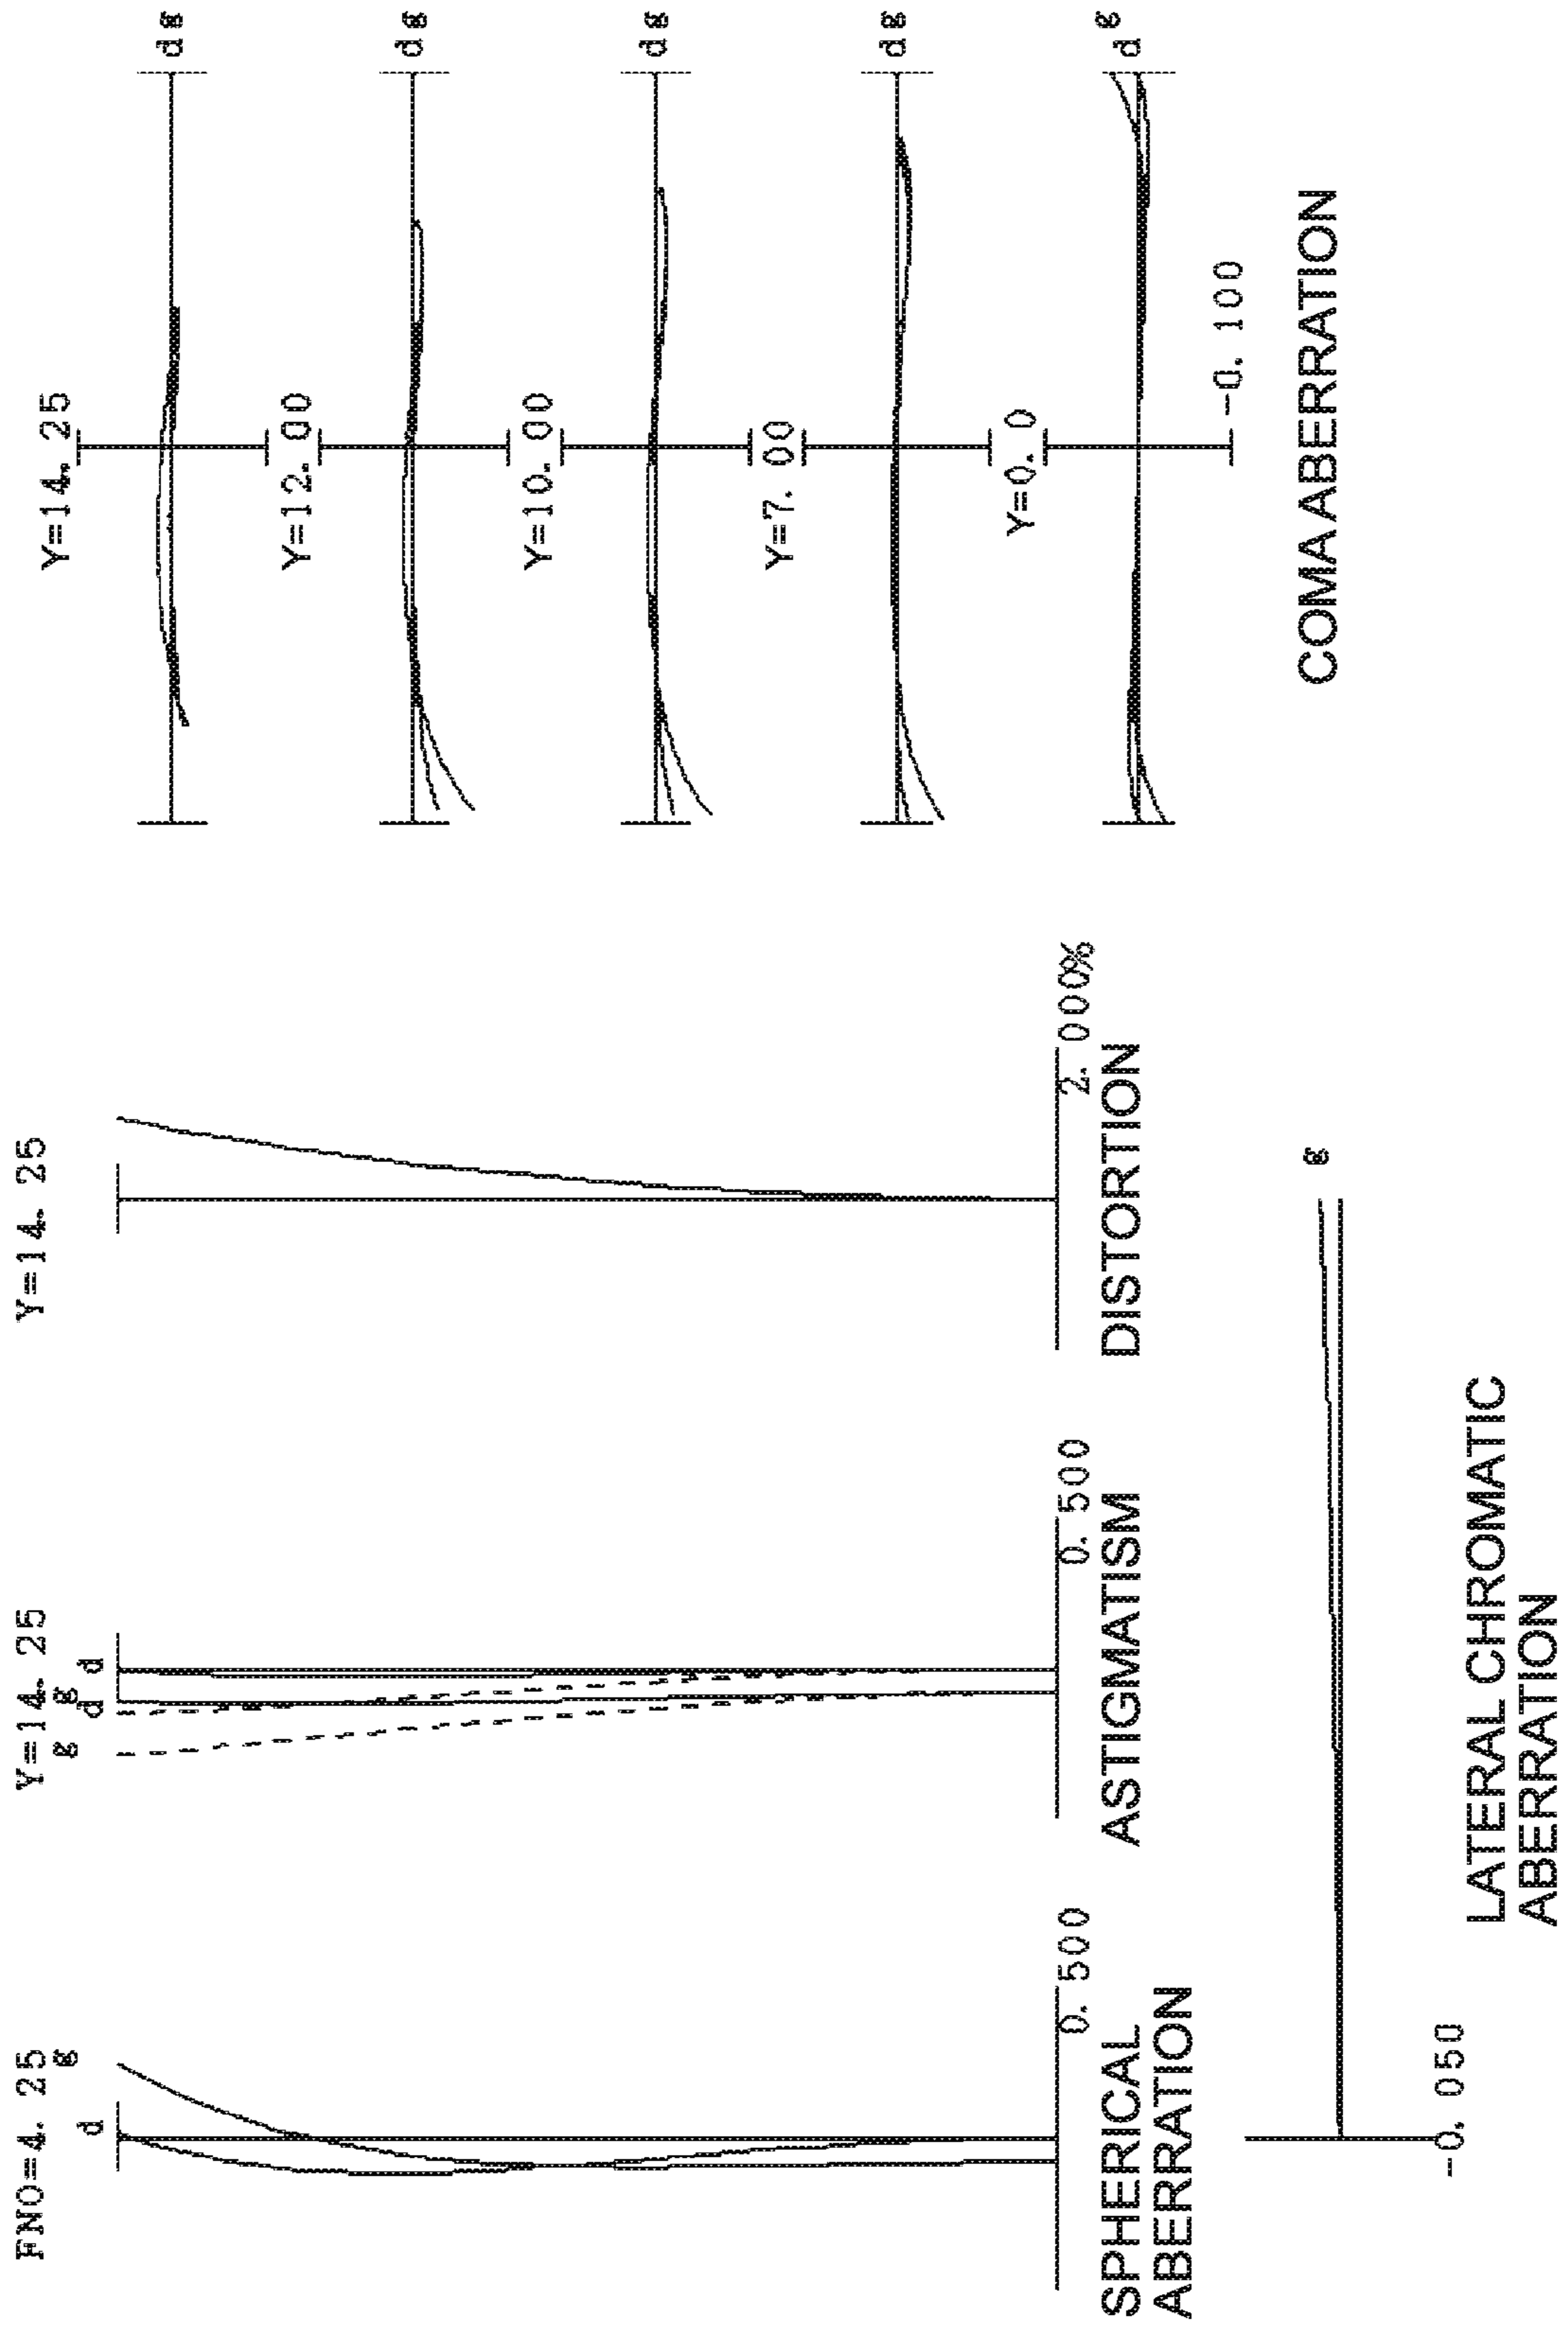 FNO=4. 25
d
g
0. 500
SPHERICAL
ABERRATION
Y=14. 25
g
d
g
d
0. 500
ASTIGMATISM
Y=14. 25
2. 000%
DISTORTION
Y=14. 25
d g
Y=12. 00
d g
Y=10. 00
d g
Y=7. 00
d g
Y=0. 0
d g
-0. 100
COMA ABERRATION
g
-0. 050
LATERAL CHROMATIC
ABERRATION